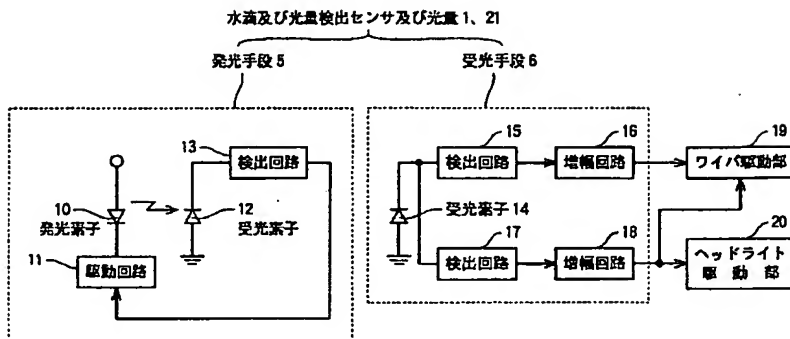 水滴及び光量検出センサ及び光量1、21
発光手段5
受光手段6
13
検出回路
10
発光素子
12
受光素子
11
駆動回路
15
検出回路
16
増幅回路
19
ワイパ駆動部
受光素子14
17
検出回路
18
増幅回路
20
ヘッドライト
駆動部